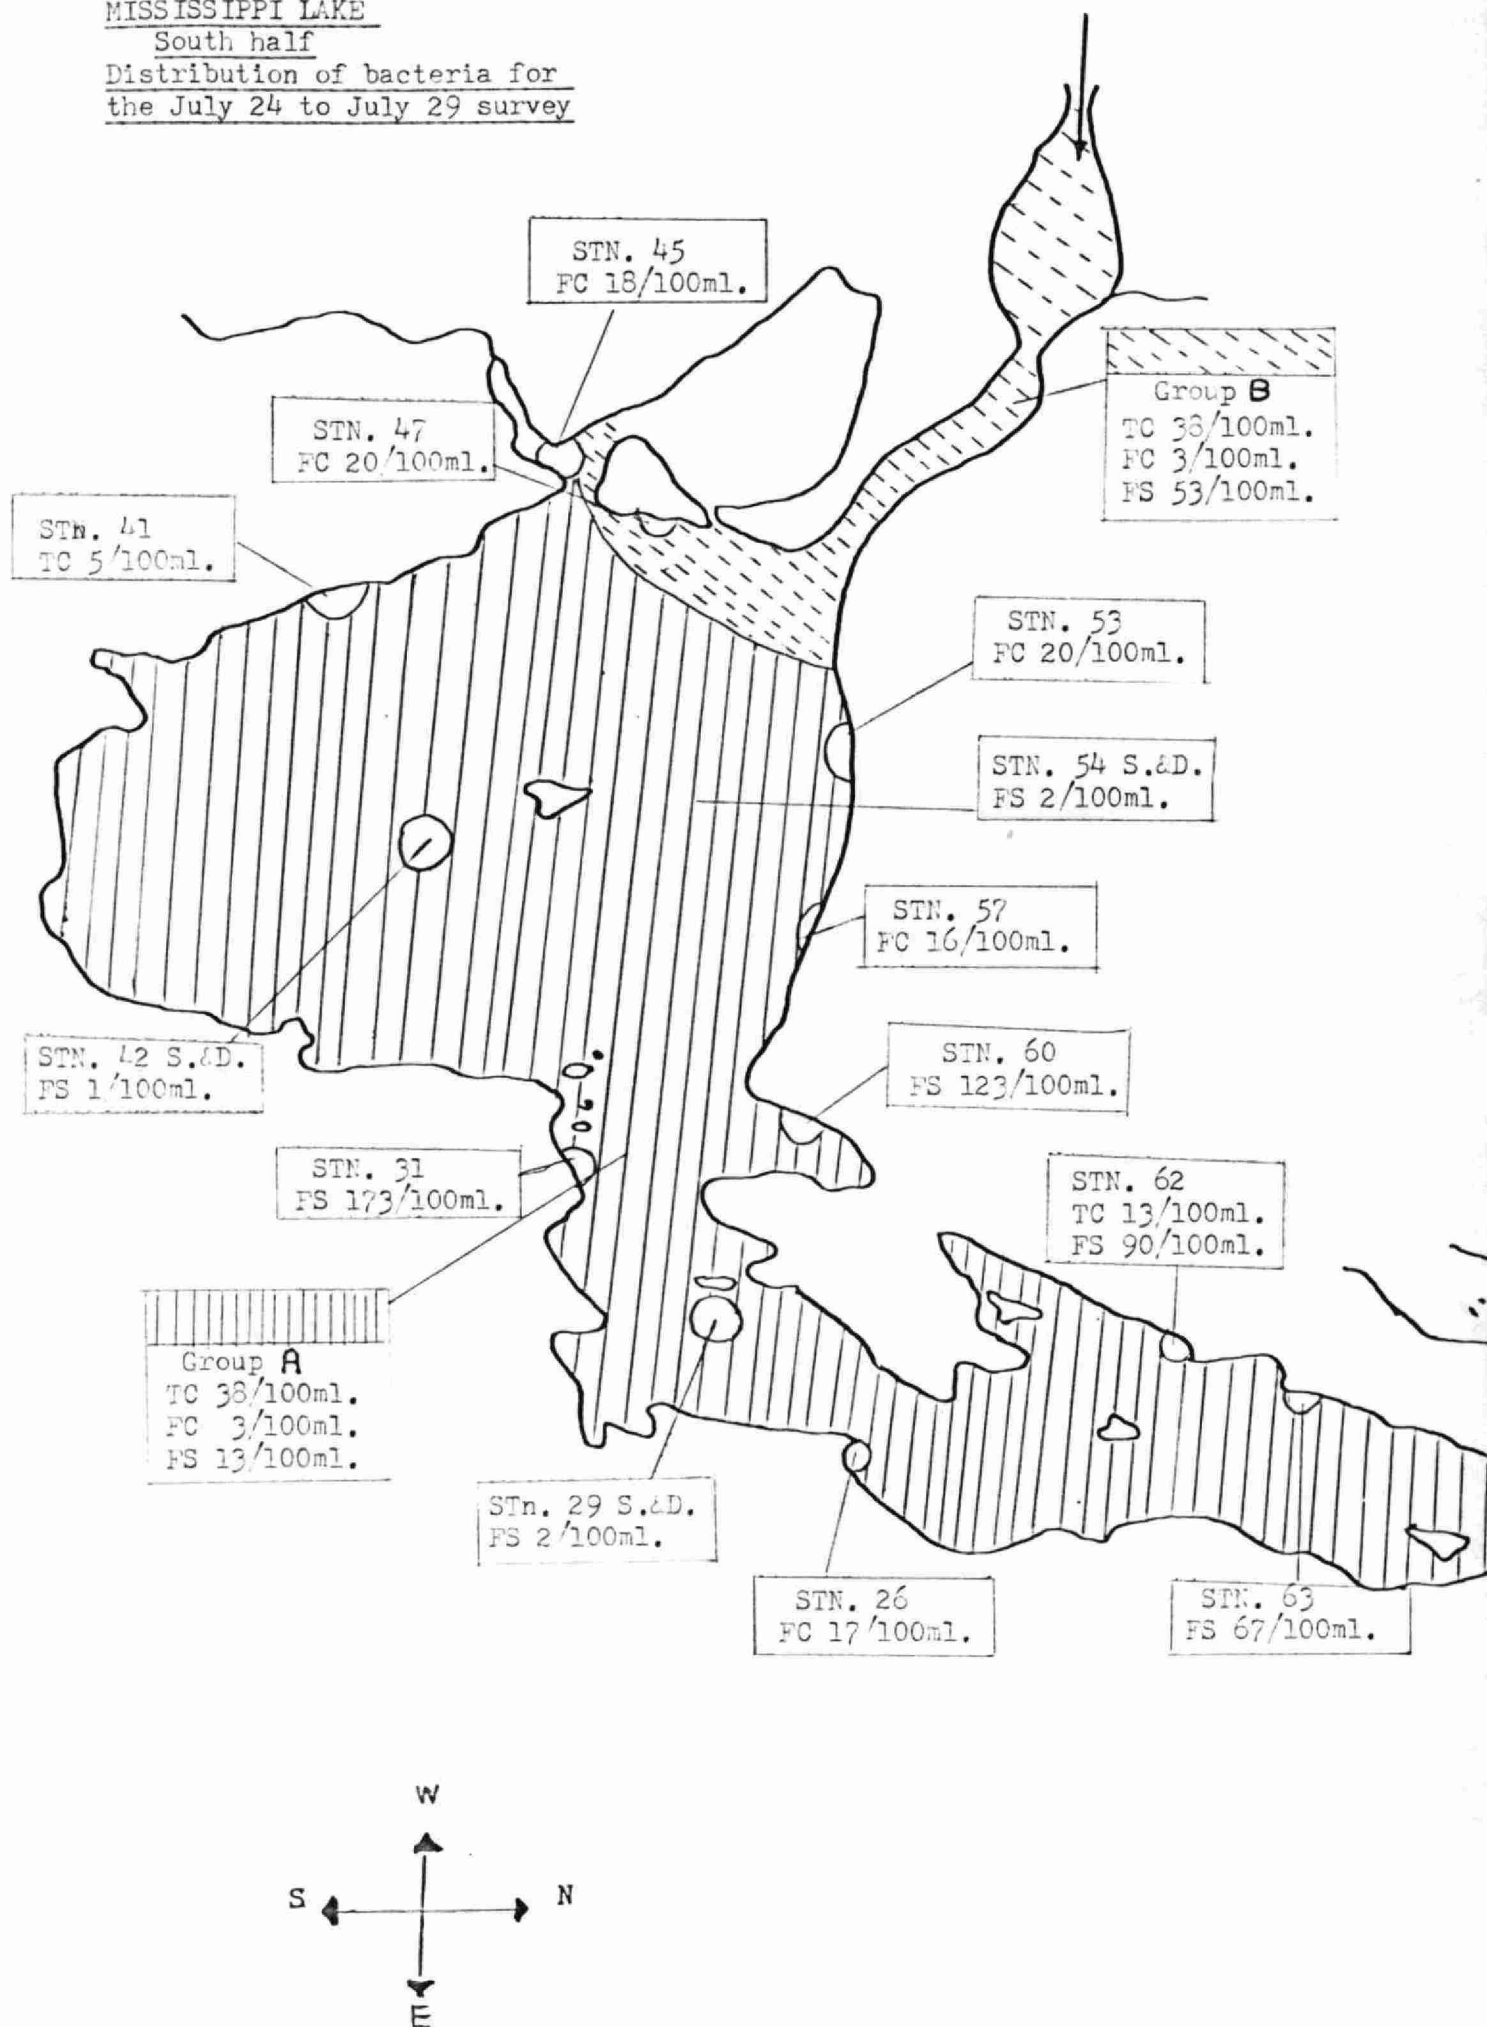 MISSISSIPPI LAKE
South half
Distribution of bacteria for
the July 24 to July 29 survey
STN. 45
FC 18/100ml.
Group B
TC 38/100ml.
FC 3/100ml.
FS 53/100ml.
STN. 47
FC 20/100ml.
STN. 41
TC 5/100ml.
STN. 53
FC 20/100ml.
STN. 54 S.&D.
FS 2/100ml.
STN. 57
FC 16/100ml.
STN. 42 S.&D.
FS 1/100ml.
STN. 60
FS 123/100ml.
STN. 31
FS 173/100ml.
STN. 62
TC 13/100ml.
FS 90/100ml.
Group A
TC 38/100ml.
FC 3/100ml.
FS 13/100ml.
STn. 29 S.&D.
FS 2/100ml.
STN. 26
FC 17/100ml.
STN. 63
FS 67/100ml.
W
S N
E